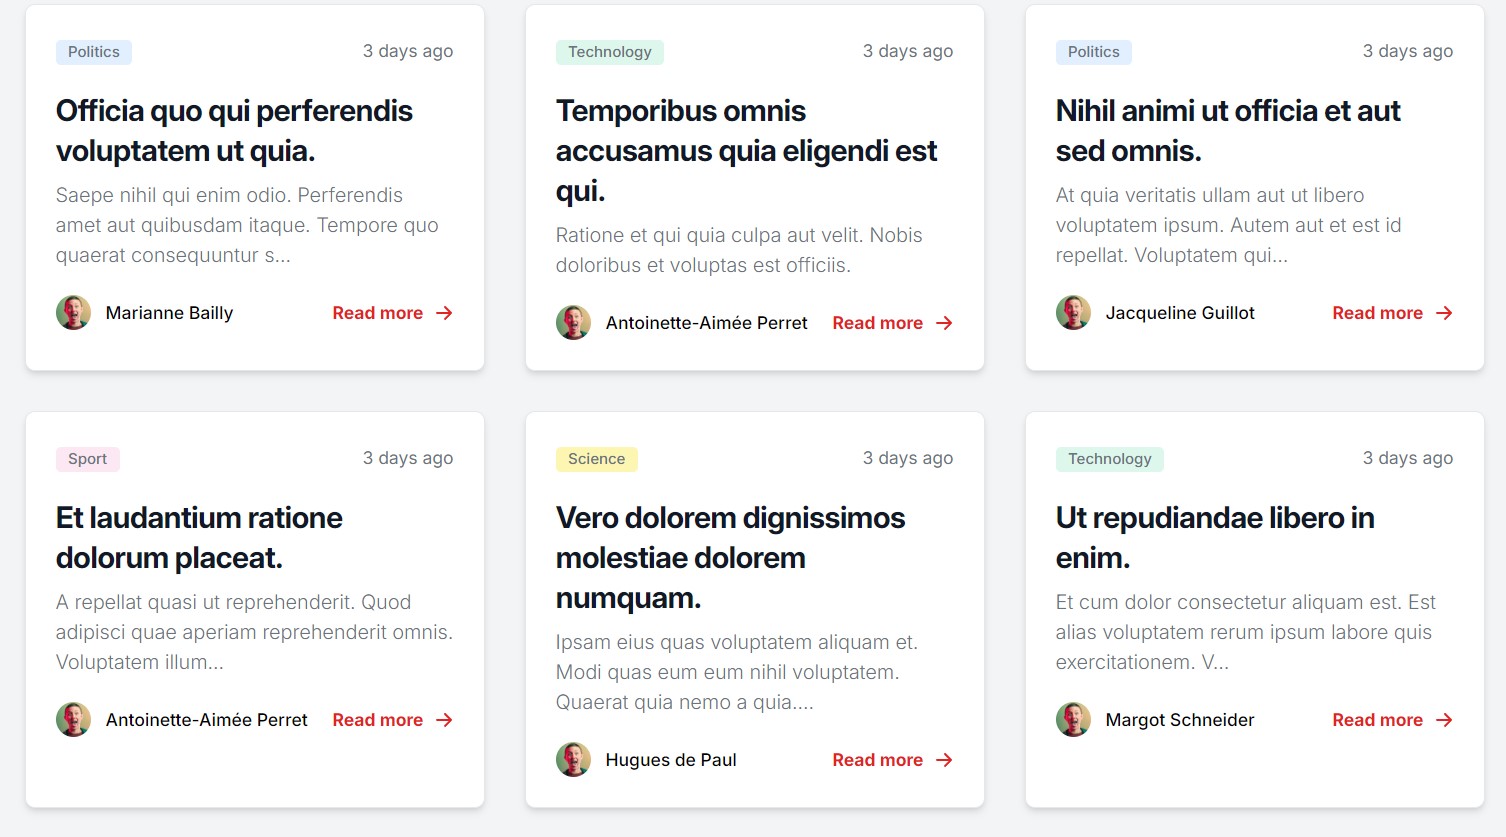 Politics
3 days ago
Officia quo qui perferendis
voluptatem ut quia.
Saepe nihil qui enim odio. Perferendis
amet aut quibusdam itaque. Tempore quo
quaerat consequuntur s...
Marianne Bailly
Read more
Technology
3 days ago
Temporibus omnis
accusamus quia eligendi est
qui.
Ratione et qui quia culpa aut velit. Nobis
doloribus et voluptas est officiis.
Antoinette-Aimée Perret
Read more
Politics
3 days ago
Nihil animi ut officia et aut
sed omnis.
At quia veritatis ullam aut ut libero
voluptatem ipsum. Autem aut et est id
repellat. Voluptatem qui...
Jacqueline Guillot
Read more
Sport
3 days ago
Et laudantium ratione
dolorum placeat.
A repellat quasi ut reprehenderit. Quod
adipisci quae aperiam reprehenderit omnis.
Voluptatem illum...
Antoinette-Aimée Perret
Read more
Science
3 days ago
Vero dolorem dignissimos
molestiae dolorem
numquam.
Ipsam eius quas voluptatem aliquam et.
Modi quas eum eum nihil voluptatem.
Quaerat quia nemo a quia....
Hugues de Paul
Read more
Technology
3 days ago
Ut repudiandae libero in
enim.
Et cum dolor consectetur aliquam est. Est
alias voluptatem rerum ipsum labore quis
exercitationem. V...
Margot Schneider
Read more